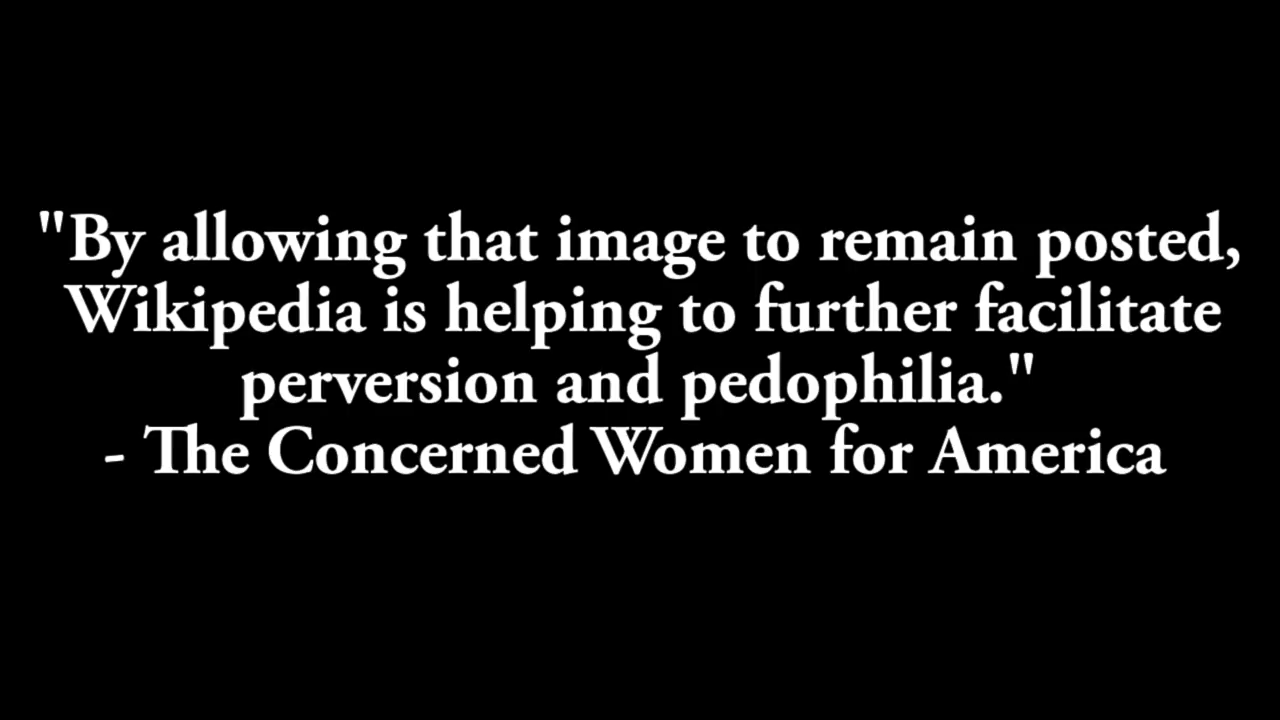 "By allowing that image to remain posted,
Wikipedia is helping to further facilitate
perversion and pedophilia."
- The Concerned Women for America